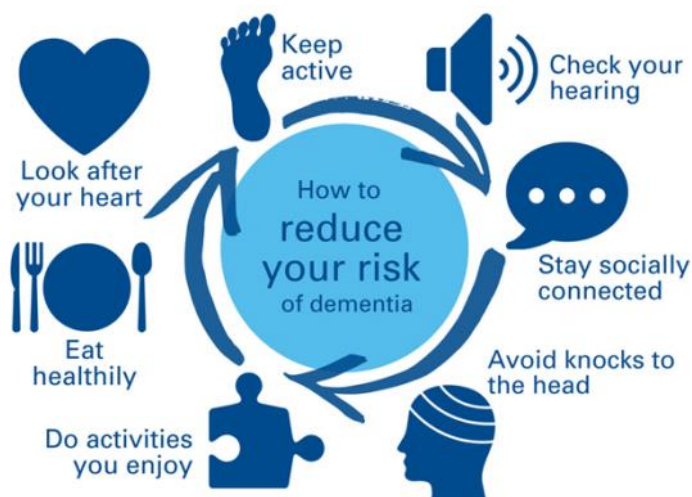 How to
reduce
your risk
of dementia
Keep
active
Check your
hearing
Stay socially
connected
Avoid knocks to
the head
Do activities
you enjoy
Eat
healthily
Look after
your heart